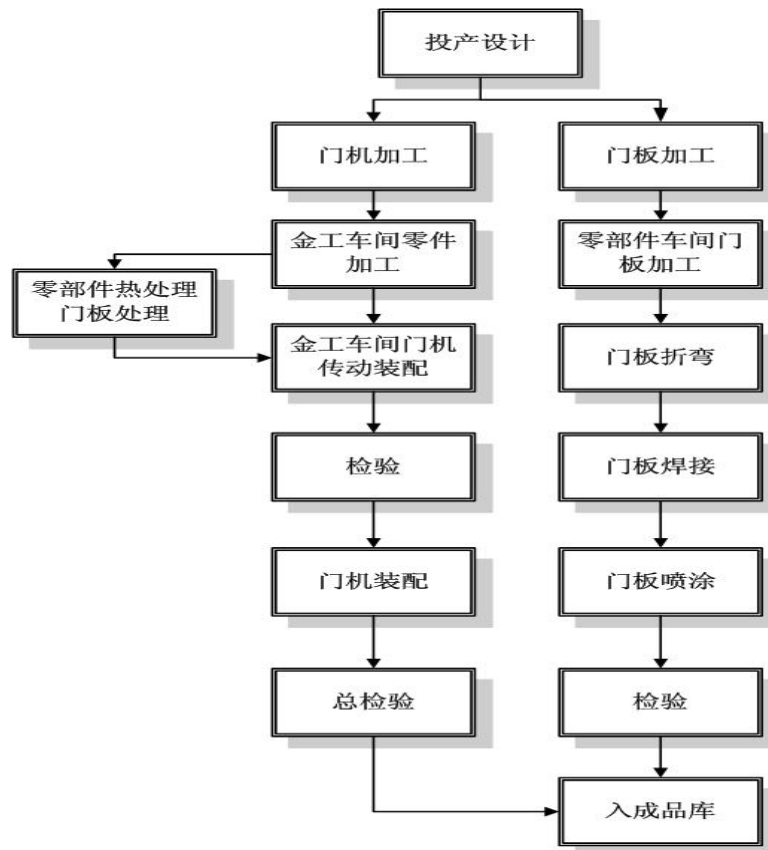 投产设计
门机加工
门板加工
金工车间零件
加工
零部件车间门
板加工
零部件热处理
门板处理
金工车间门机
传动装配
门板折弯
检验
门板焊接
门机装配
门板喷涂
总检验
检验
入成品库